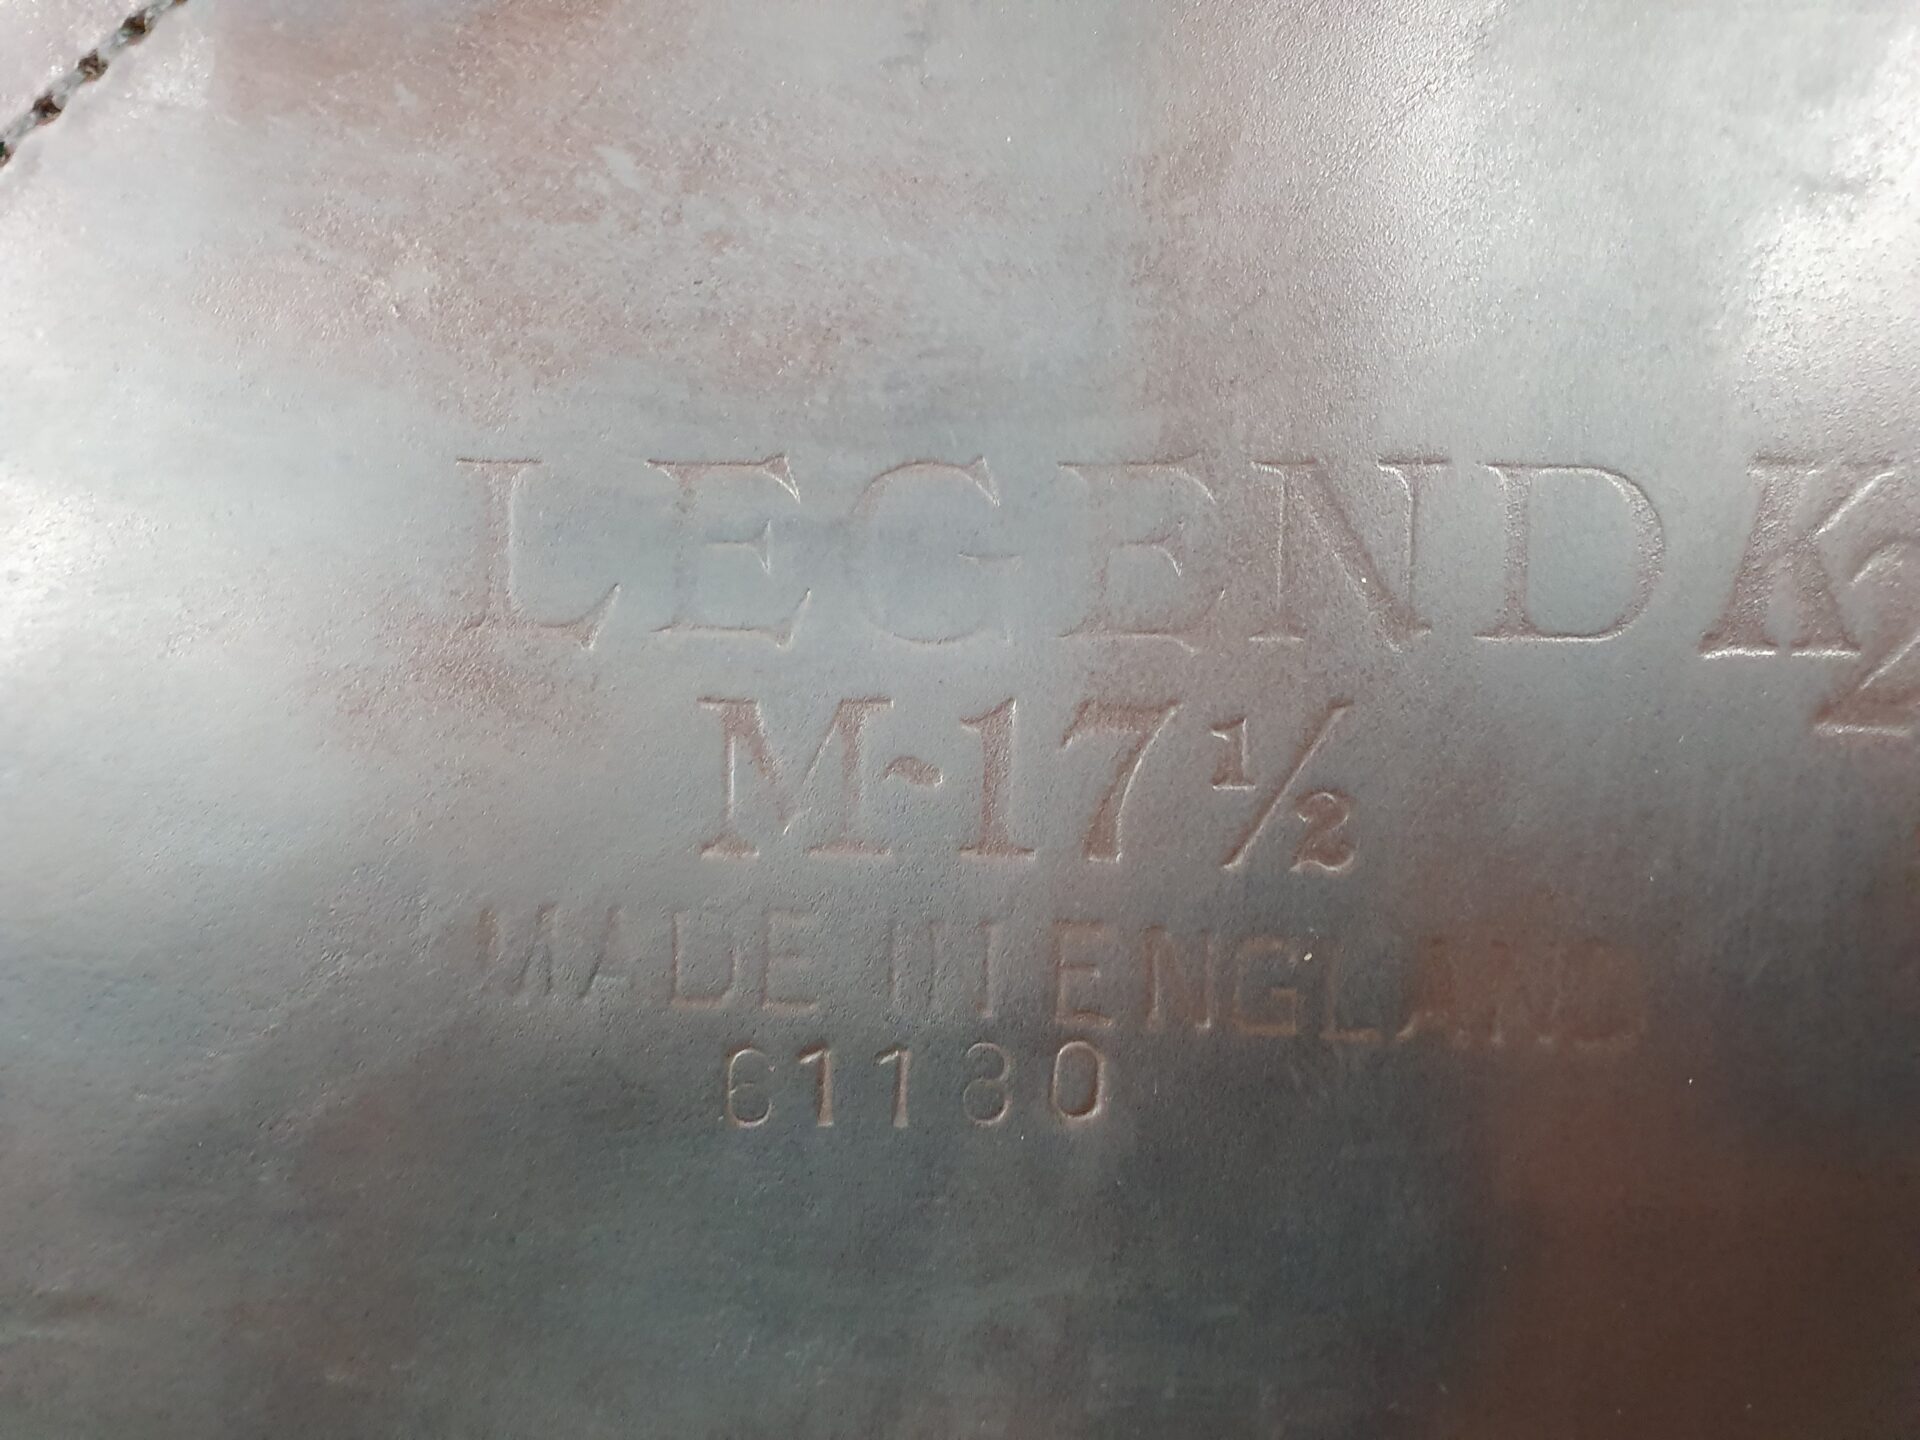 LEGEND K2
M-17½
MADE IN ENGLAND
61180